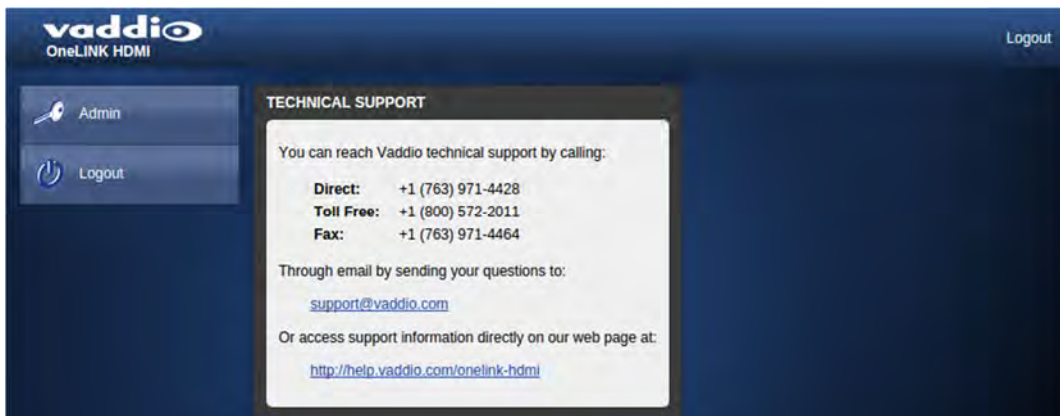 vaddio
OneLINK HDMI
Logout
Admin
Logout
TECHNICAL SUPPORT
You can reach Vaddio technical support by calling:
Direct: +1 (763) 971-4428
Toll Free: +1 (800) 572-2011
Fax: +1 (763) 971-4464
Through email by sending your questions to:
support@vaddio.com
Or access support information directly on our web page at:
http://help.vaddio.com/onelink-hdmi